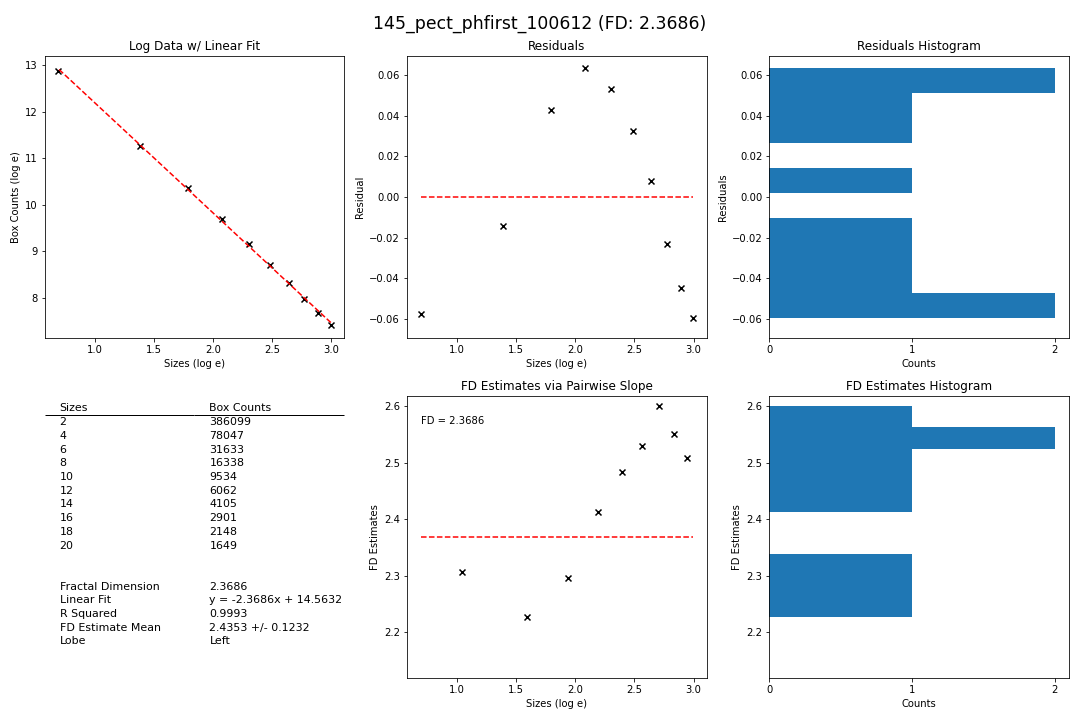 145_pect_phfirst_100612 (FD: 2.3686)
Log Data w/ Linear Fit
13
12
11
10
9
8
Box Counts (log e)
1.0 1.5 2.0 2.5 3.0
Sizes (log e)
Residuals
0.06
0.04
0.02
0.00
−0.02
−0.04
−0.06
Residual
1.0 1.5 2.0 2.5 3.0
Sizes (log e)
Residuals Histogram
0.06
0.04
0.02
0.00
−0.02
−0.04
−0.06
Residuals
0 1 2
Counts
Sizes Box Counts
2 386099
4 78047
6 31633
8 16338
10 9534
12 6062
14 4105
16 2901
18 2148
20 1649
Fractal Dimension 2.3686
Linear Fit y = -2.3686x + 14.5632
R Squared 0.9993
FD Estimate Mean 2.4353 +/- 0.1232
Lobe Left
FD Estimates via Pairwise Slope
FD = 2.3686
2.6
2.5
2.4
2.3
2.2
FD Estimates
1.0 1.5 2.0 2.5 3.0
Sizes (log e)
FD Estimates Histogram
2.6
2.5
2.4
2.3
2.2
FD Estimates
0 1 2
Counts